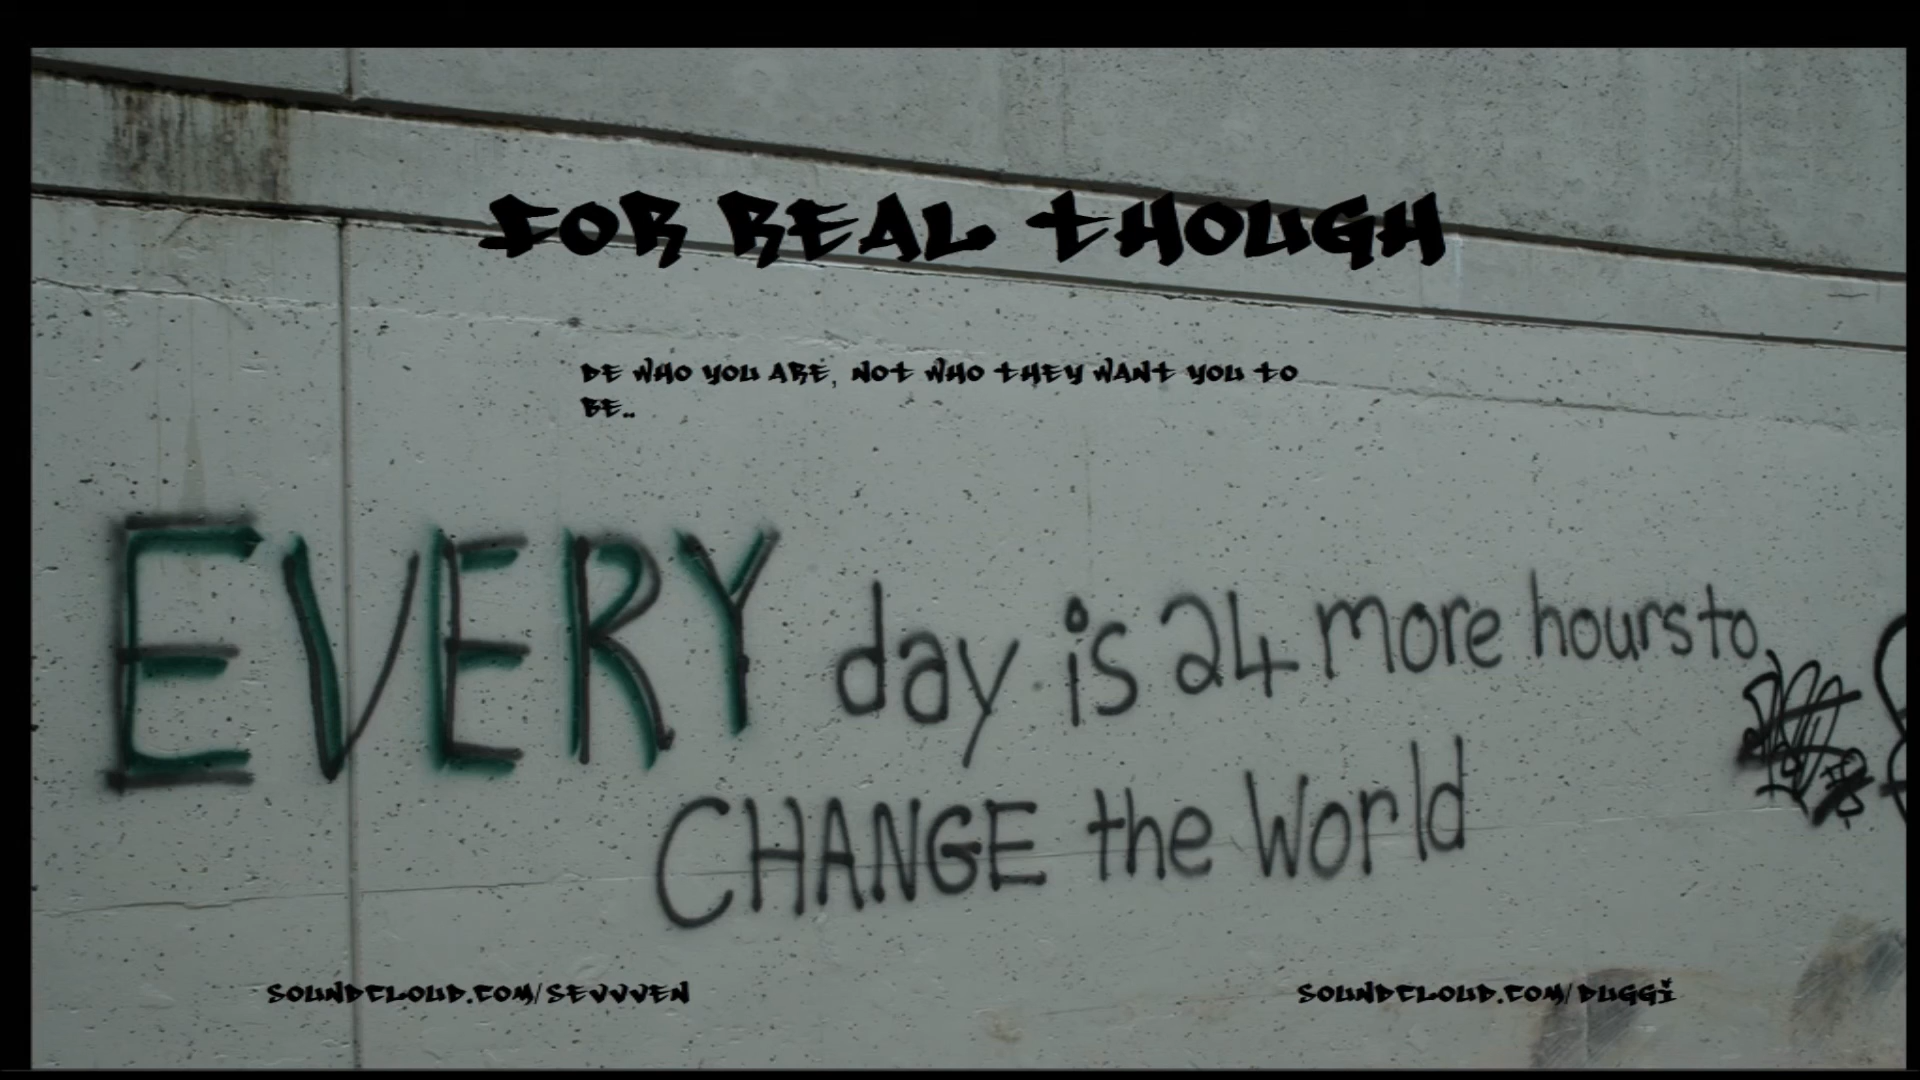 FOR REAL THOUGH
BE WHO YOU ARE, NOT WHO THEY WANT YOU TO
BE..
EVERY day is 24 more hours to
CHANGE the World
SOUNDCLOUD.COM/SEVVVEN
SOUNDCLOUD.COM/DUGGI